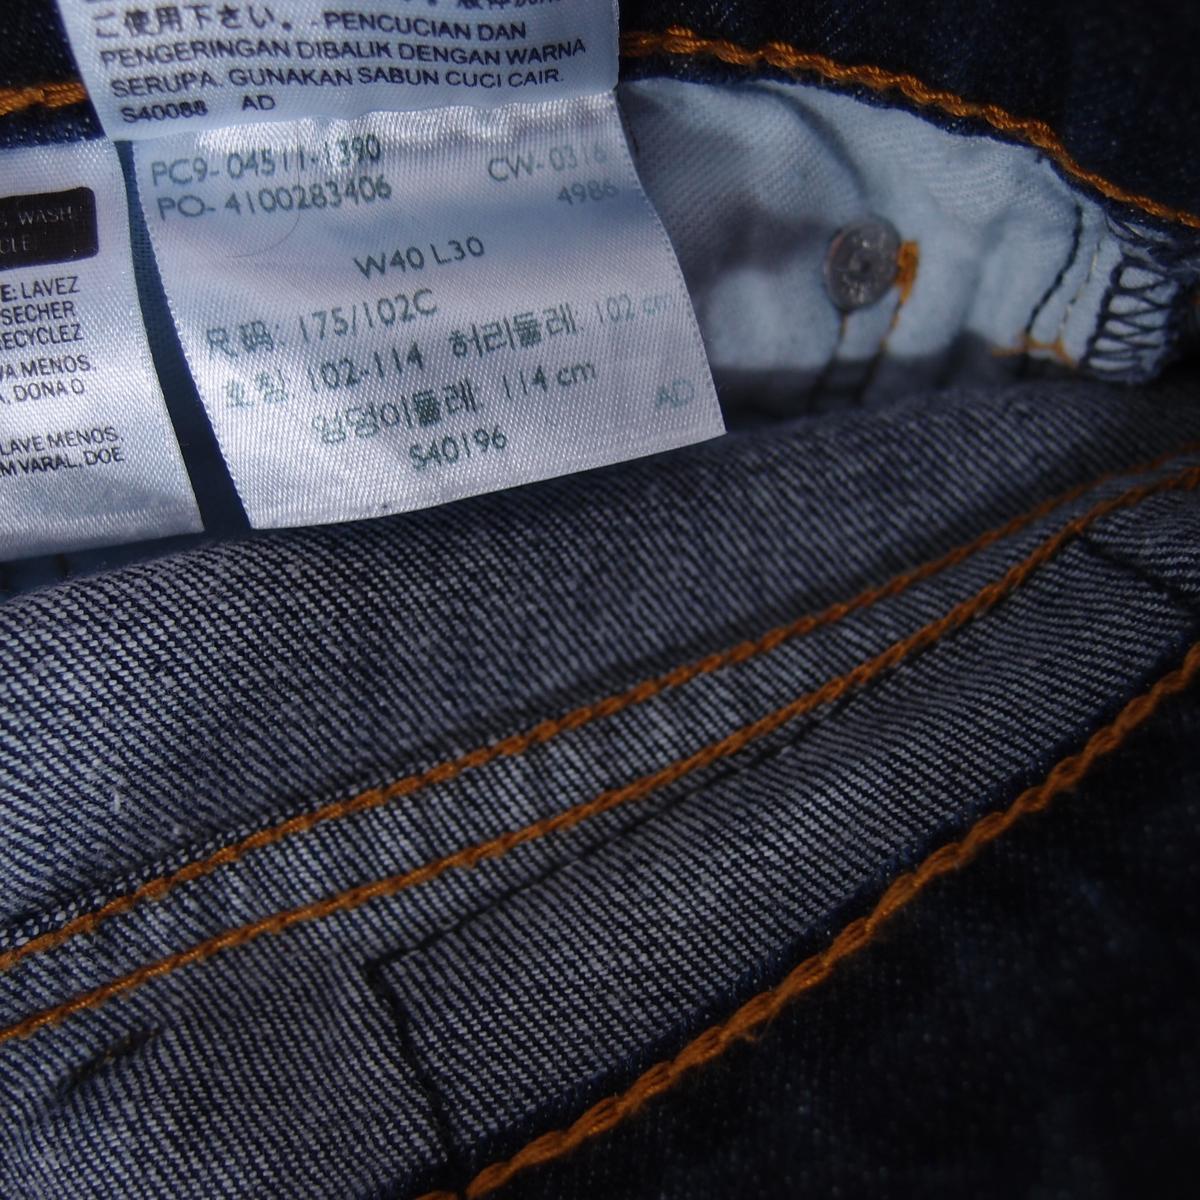 ご使用下さい。-PENCUCIAN DAN
PENGERINGAN DIBALIK DENGAN WARNA
SERUPA. GUNAKAN SABUN CUCI CAIR.
S40088 AD
WASH
E: LAVEZ
SECHER
RECYCLEZ
VA MENOS.
DONA O
LAVE MENOS.
M VARAL, DOE
PC9- 04511-1390 CW- 0316
PO- 4100283406 4986
W40 L30
尺码: 175/102C
호칭: 102-114 허리둘레: 102 cm
엉덩이둘레: 114 cm AD
S40196